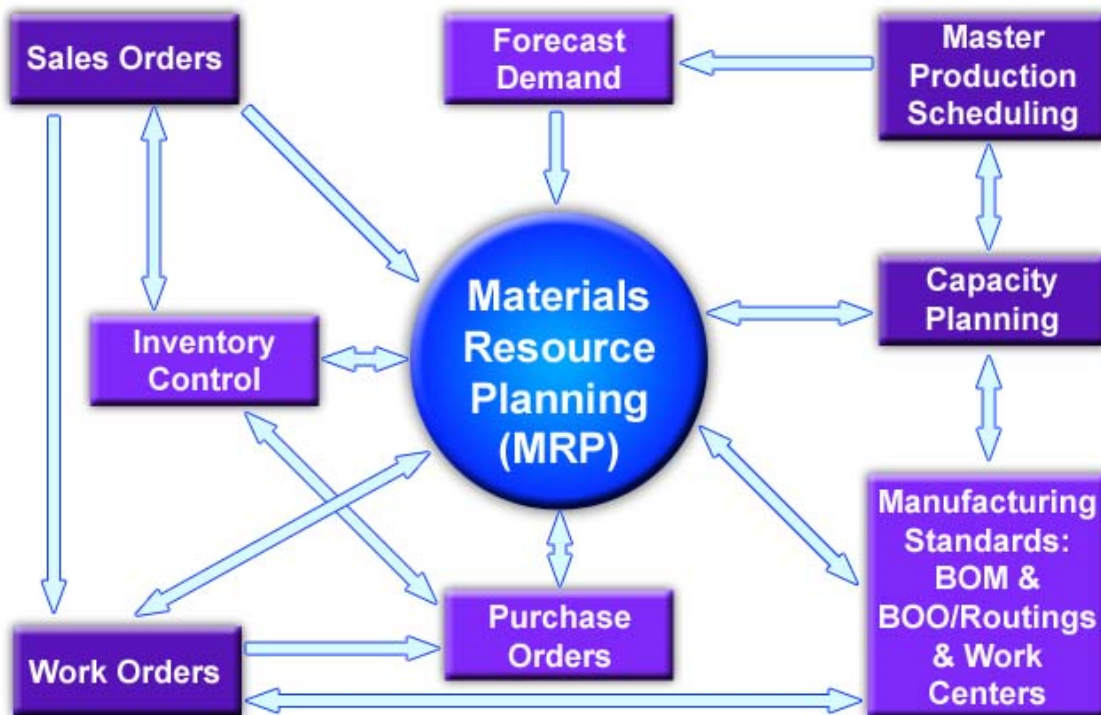 Sales Orders
Forecast
Demand
Master
Production
Scheduling
Materials
Resource
Planning
(MRP)
Capacity
Planning
Inventory
Control
Manufacturing
Standards:
BOM &
BOO/Routings
& Work
Centers
Purchase
Orders
Work Orders